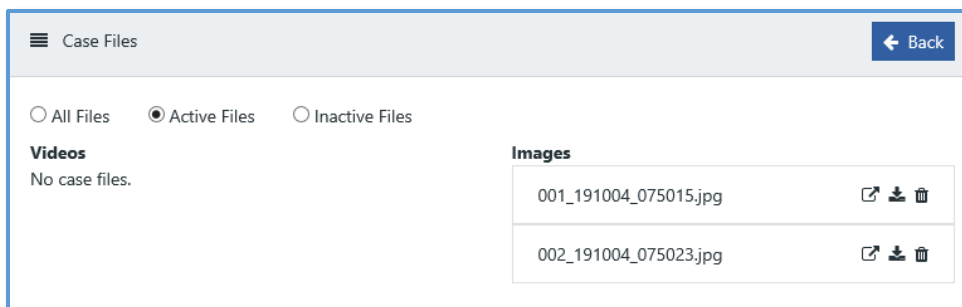 Case Files
Back
All Files Active Files Inactive Files
Videos
No case files.
Images
001_191004_075015.jpg
002_191004_075023.jpg